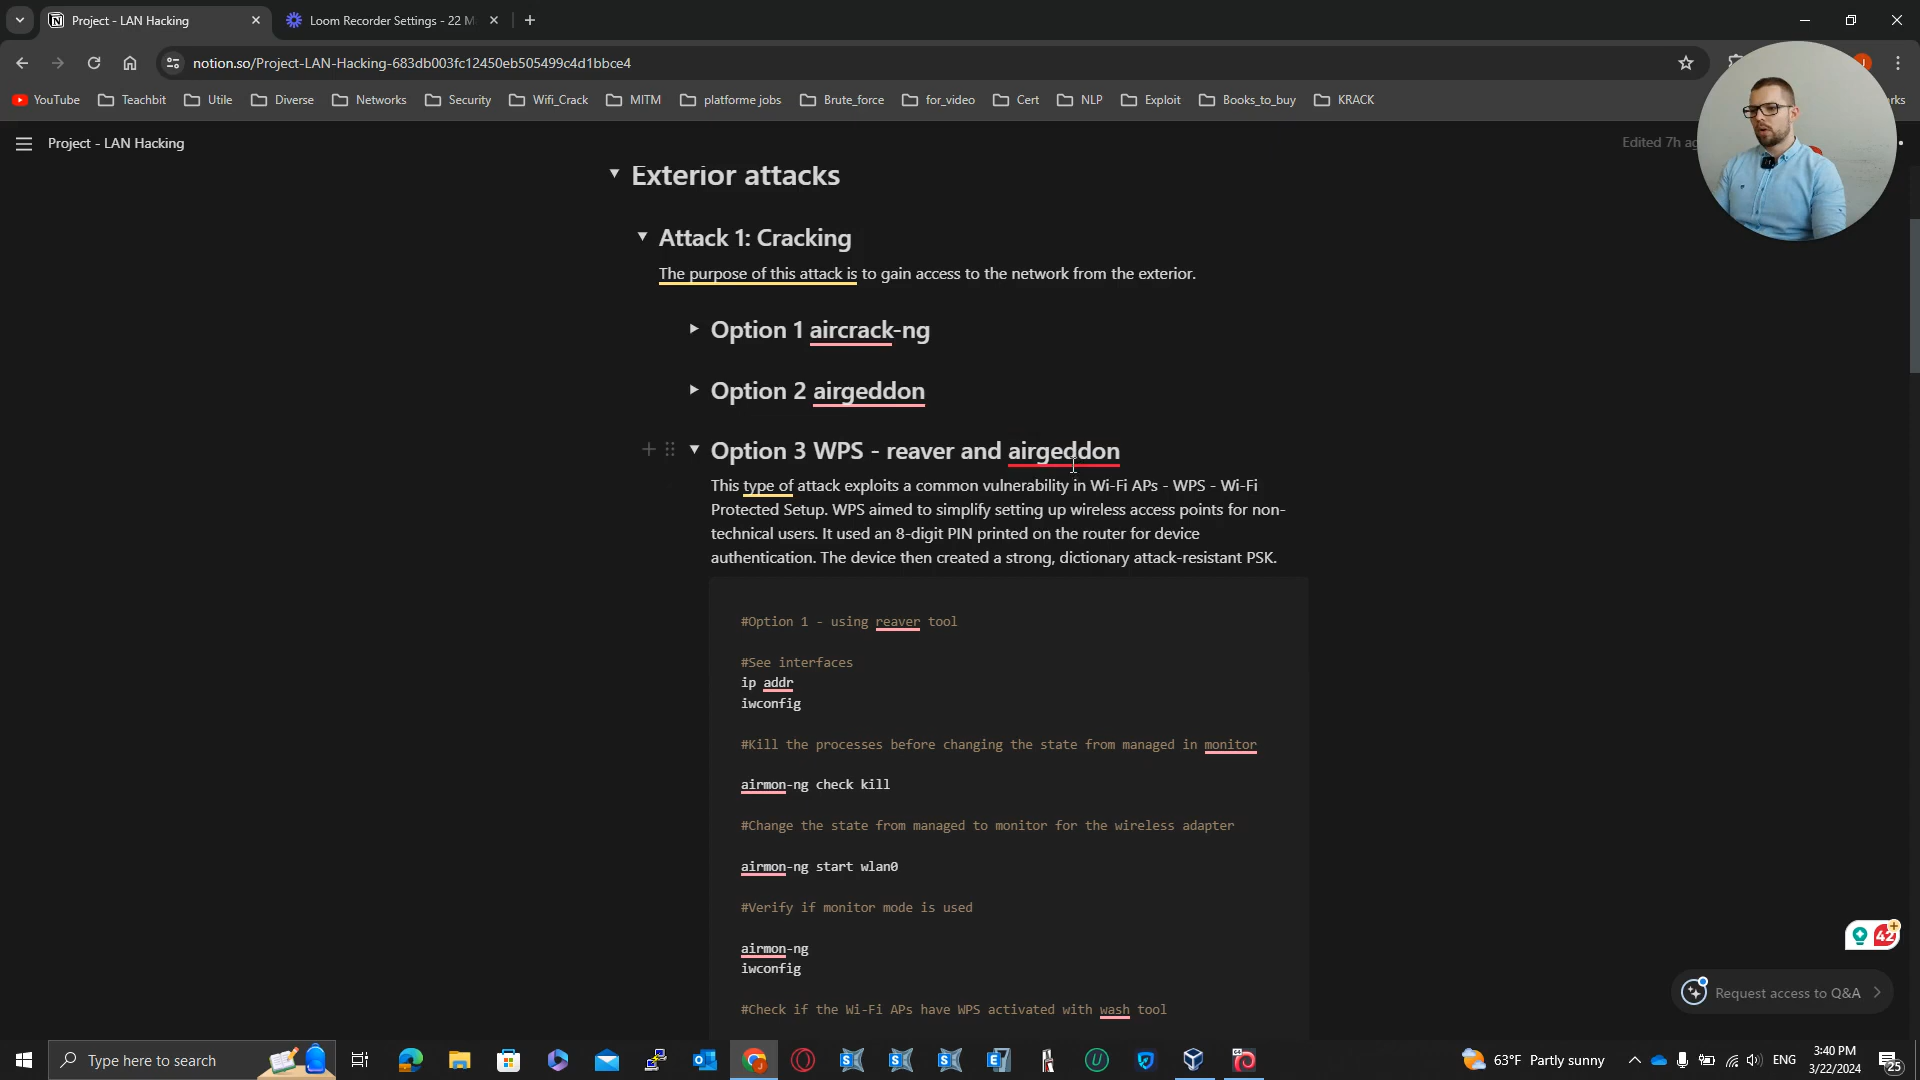 Project - LAN Hacking
Loom Recorder Settings - 22 M
notion.so/Project-LAN-Hacking-683db003fc12450eb505499c4d1bbce4
YouTube Teachbit Utile Diverse Networks Security Wifi_Crack MITM platforme jobs Brute_force for_video Cert NLP Exploit Books_to_buy KRACK rks
Project - LAN Hacking
Edited 7h ag
Exterior attacks
Attack 1: Cracking
The purpose of this attack is to gain access to the network from the exterior.
Option 1 aircrack-ng
Option 2 airgeddon
Option 3 WPS - reaver and airgeddon
This type of attack exploits a common vulnerability in Wi-Fi APs - WPS - Wi-Fi
Protected Setup. WPS aimed to simplify setting up wireless access points for non-
technical users. It used an 8-digit PIN printed on the router for device
authentication. The device then created a strong, dictionary attack-resistant PSK.
#Option 1 - using reaver tool
#See interfaces
ip addr
iwconfig
#Kill the processes before changing the state from managed in monitor
airmon-ng check kill
#Change the state from managed to monitor for the wireless adapter
airmon-ng start wlan0
#Verify if monitor mode is used
airmon-ng
iwconfig
#Check if the Wi-Fi APs have WPS activated with wash tool
42
Request access to Q&A
Type here to search
63°F Partly sunny
ENG
3:40 PM
3/22/2024
25